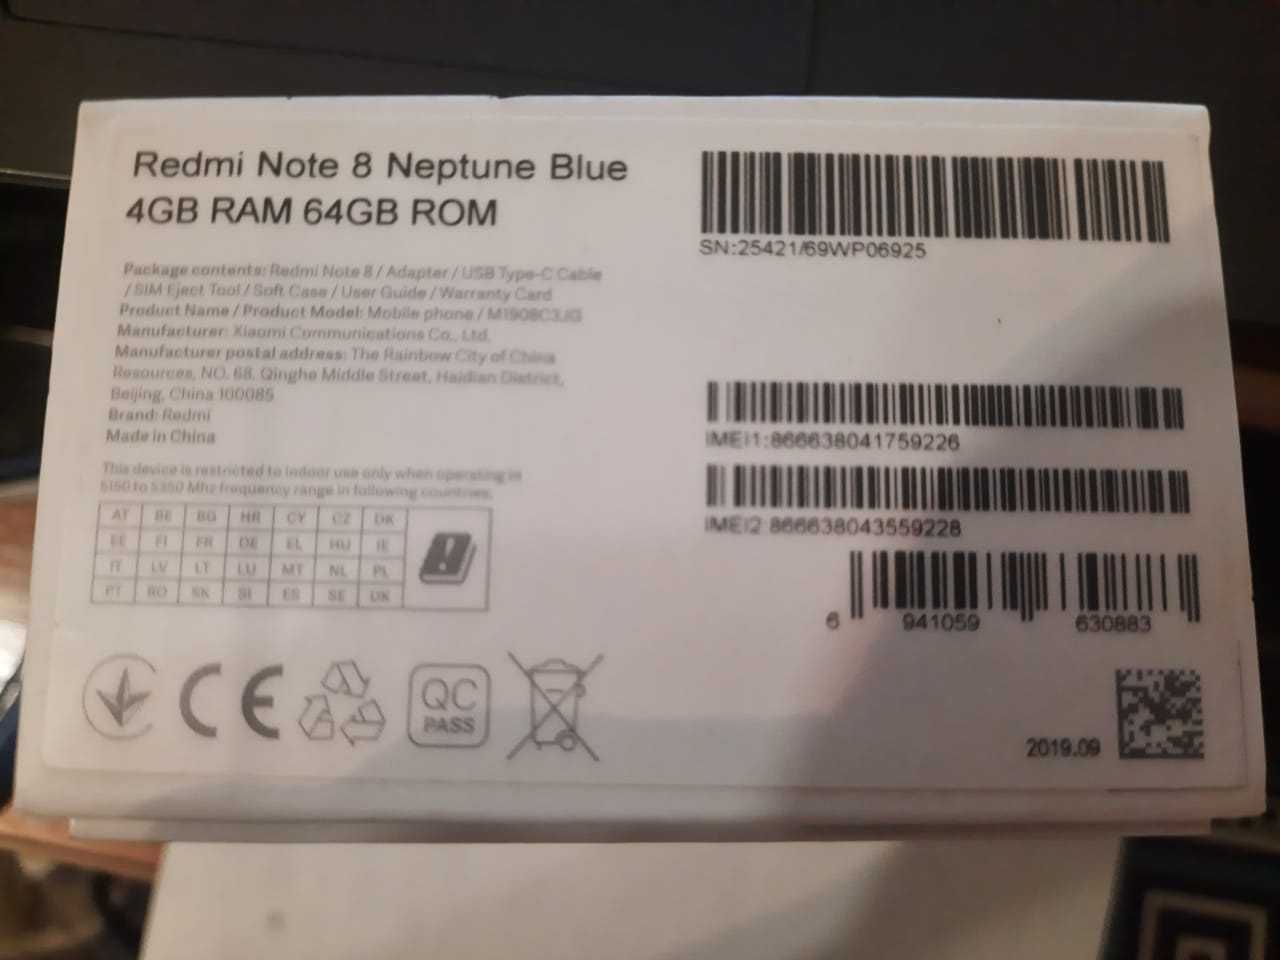 Redmi Note 8 Neptune Blue
4GB RAM 64GB ROM
Package contents: Redmi Note 8 / Adapter / USB Type-C Cable
/ SIM Eject Tool / Soft Case / User Guide / Warranty Card
Product Name / Product Model: Mobile phone / M1908C3JG
Manufacturer: Xiaomi Communications Co., Ltd.
Manufacturer postal address: The Rainbow City of China
Resources, NO. 68, Qinghe Middle Street, Haidian District,
Beijing, China 100085
Brand: Redmi
Made in China
This device is restricted to indoor use only when operating in
5150 to 5350 Mhz frequency range in following countries:
AT BE BG HR CY CZ DK
EE FI FR DE EL HU IE
IT LV LT LU MT NL PL
PT RO SK SI ES SE UK
CE
QC
PASS
SN:25421/69WP06925
IMEI1:866638041759226
IMEI2 866638043559228
6 941059 630883
2019.09